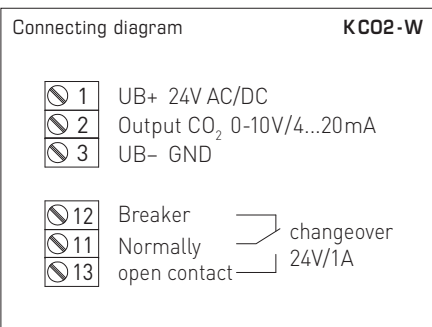 Connecting diagram KCO2-W
1 UB+ 24V AC/DC
2 Output CO₂ 0-10V/4...20mA
3 UB– GND
12 Breaker
changeover
11 Normally
24V/1A
13 open contact